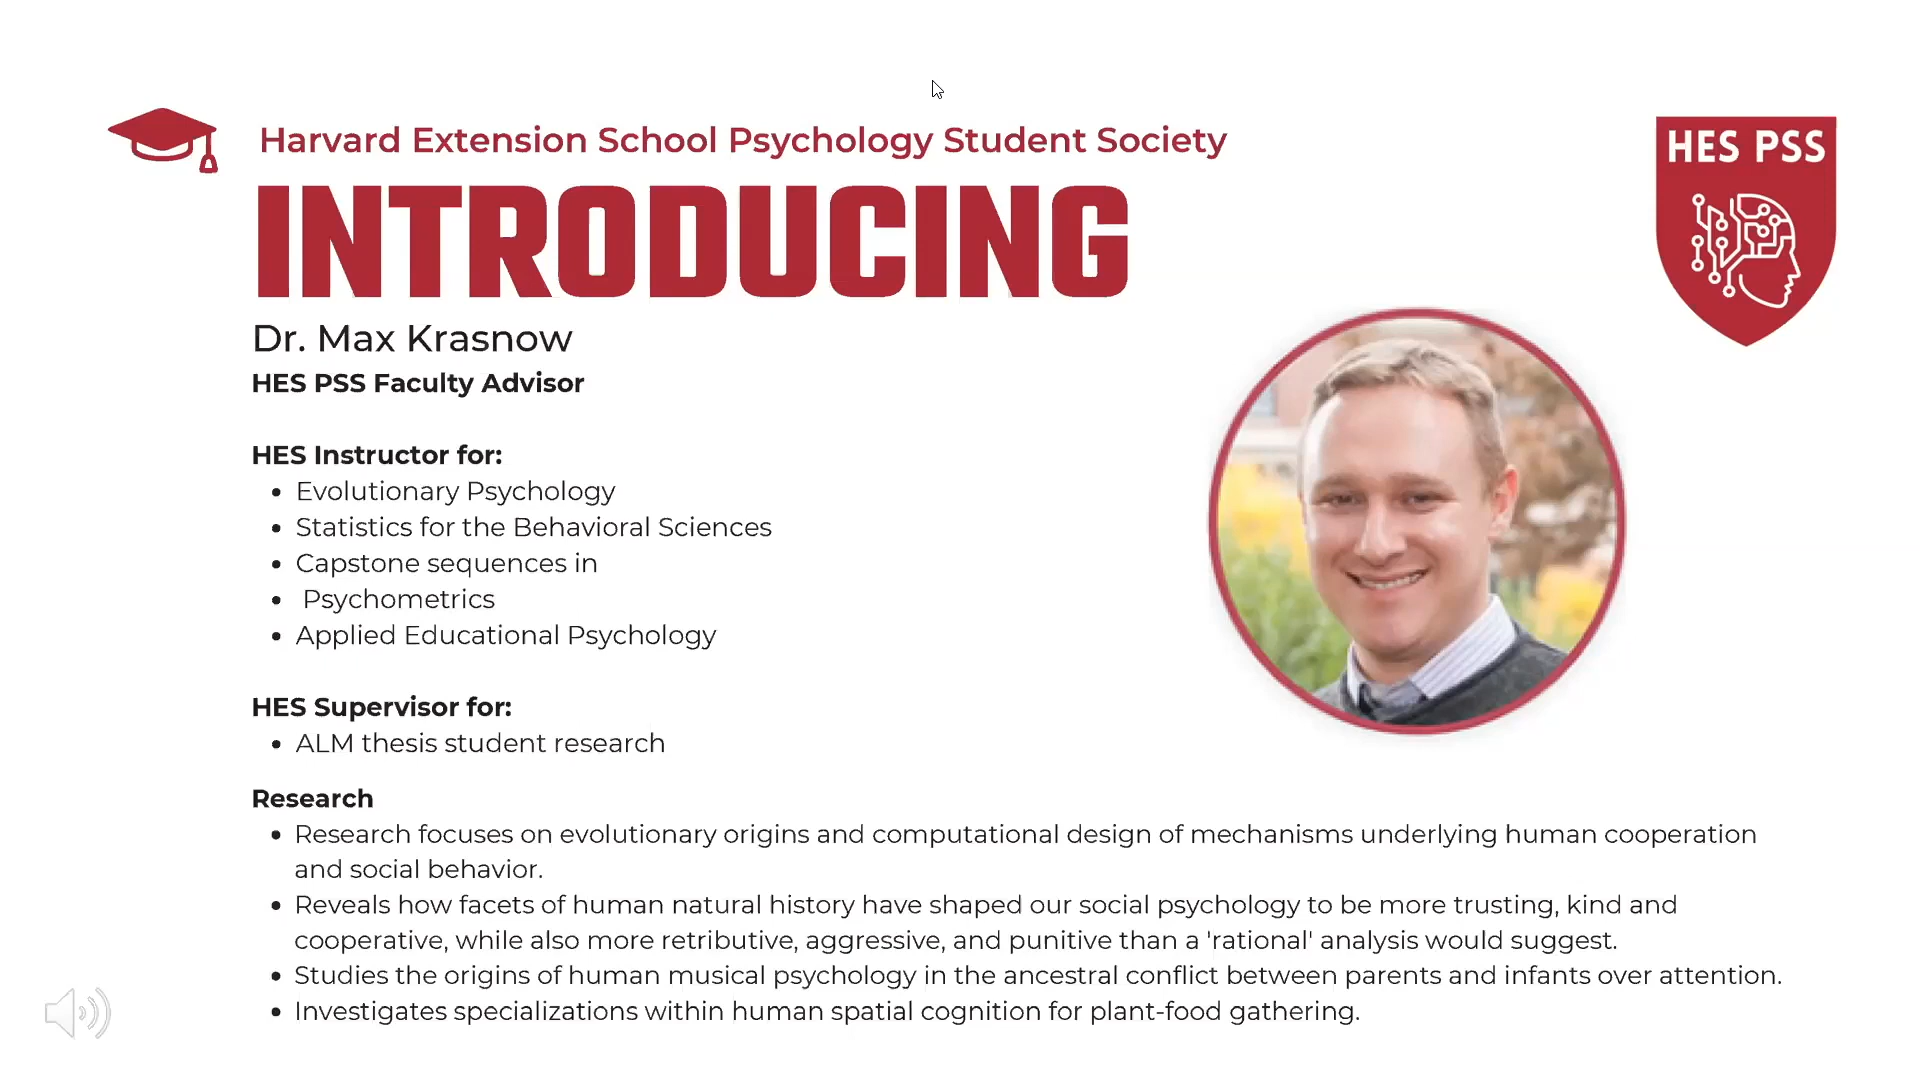 Harvard Extension School Psychology Student Society
HES PSS
INTRODUCING
Dr. Max Krasnow
HES PSS Faculty Advisor
HES Instructor for:
• Evolutionary Psychology
• Statistics for the Behavioral Sciences
• Capstone sequences in
• Psychometrics
• Applied Educational Psychology
HES Supervisor for:
• ALM thesis student research
Research
• Research focuses on evolutionary origins and computational design of mechanisms underlying human cooperation
and social behavior.
• Reveals how facets of human natural history have shaped our social psychology to be more trusting, kind and
cooperative, while also more retributive, aggressive, and punitive than a 'rational' analysis would suggest.
• Studies the origins of human musical psychology in the ancestral conflict between parents and infants over attention.
• Investigates specializations within human spatial cognition for plant-food gathering.